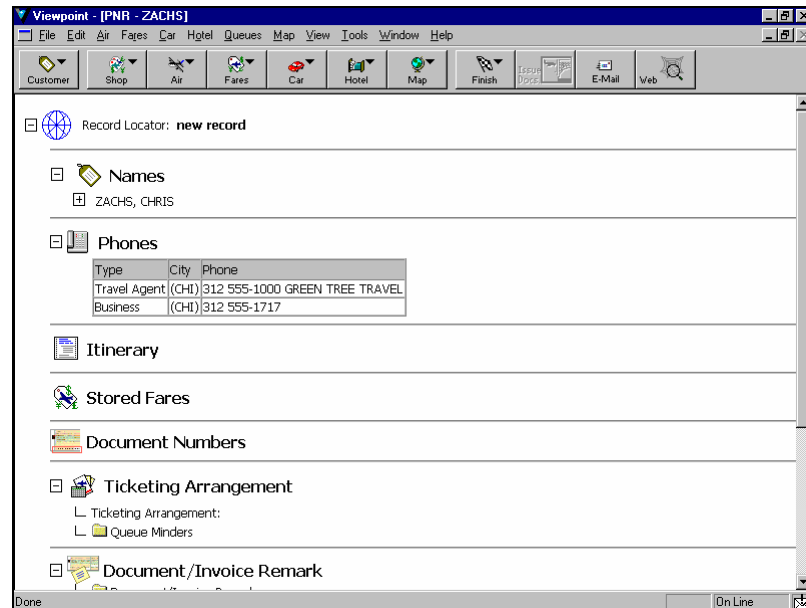 Viewpoint - [PNR - ZACHS]
File Edit Air Fares Car Hotel Queues Map View Tools Window Help
Customer Shop Air Fares Car Hotel Map Finish Issue Docs E-Mail Web
Record Locator: new record
Names
ZACHS, CHRIS
Phones
Type City Phone
Travel Agent (CHI) 312 555-1000 GREEN TREE TRAVEL
Business (CHI) 312 555-1717
Itinerary
Stored Fares
Document Numbers
Ticketing Arrangement
Ticketing Arrangement:
Queue Minders
Document/Invoice Remark
Done On Line